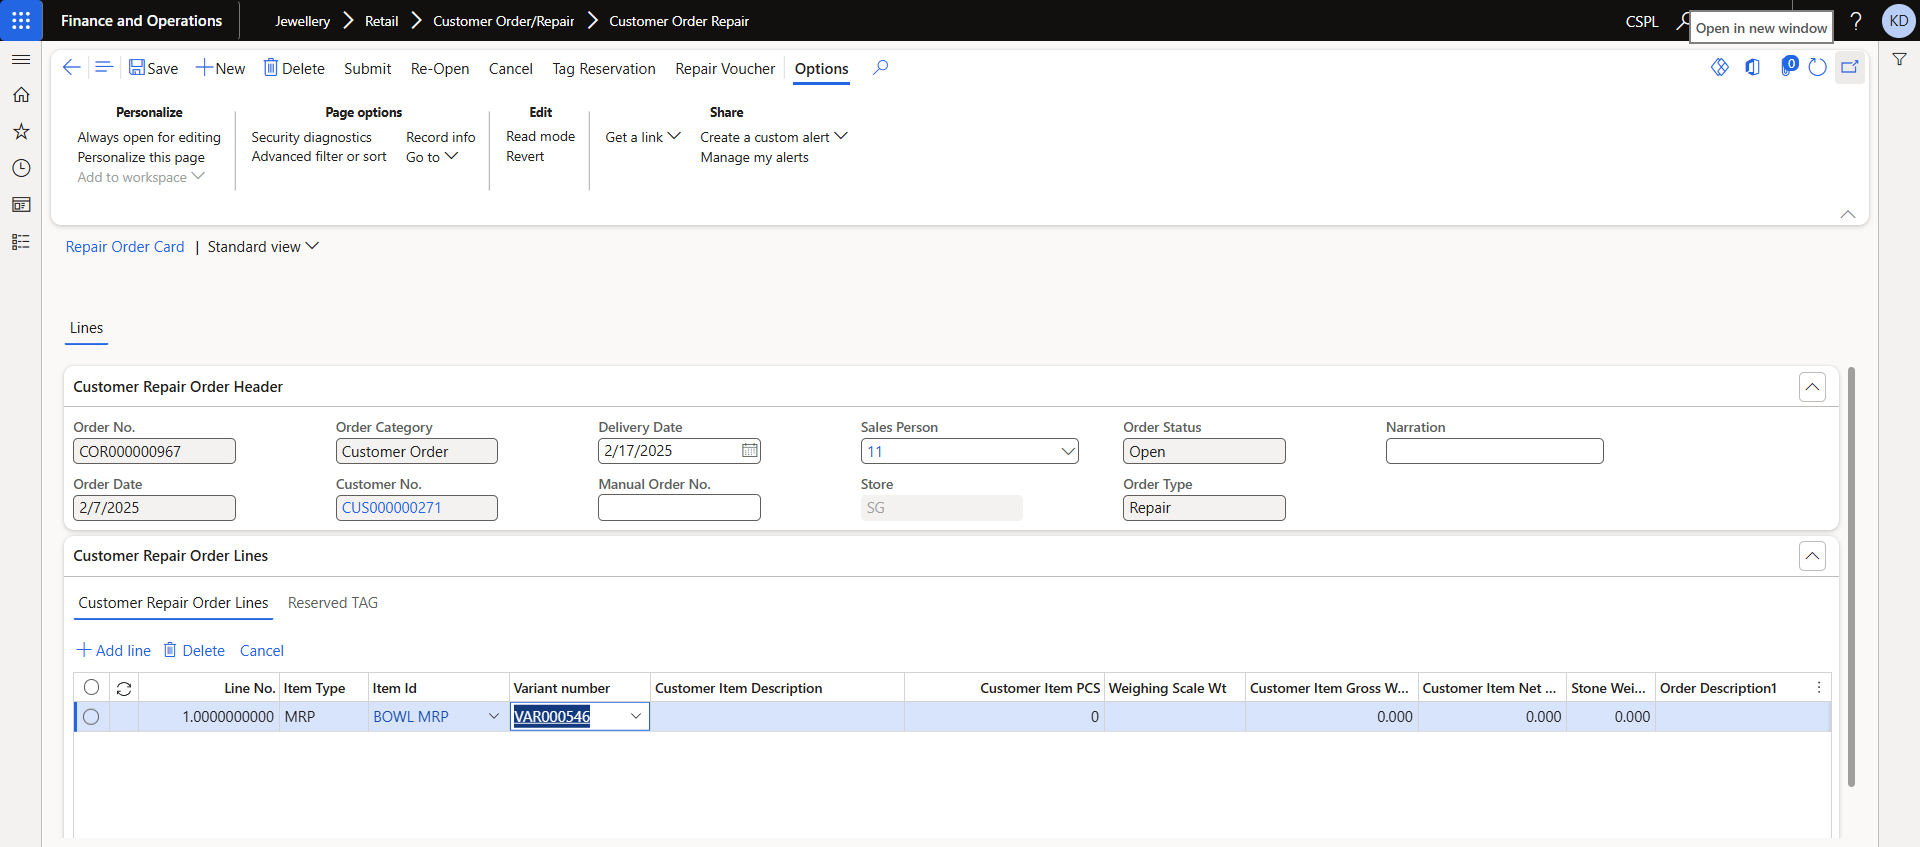 Finance and Operations
Jewellery > Retail > Customer Order/Repair > Customer Order Repair
CSPL
Open in new window
?
KD
Save
New
Delete
Submit
Re-Open
Cancel
Tag Reservation
Repair Voucher
Options
0
Personalize
Always open for editing
Personalize this page
Add to workspace
Page options
Security diagnostics
Advanced filter or sort
Record info
Go to
Edit
Read mode
Revert
Get a link
Share
Create a custom alert
Manage my alerts
Repair Order Card | Standard view
Lines
Customer Repair Order Header
Order No.
COR000000967
Order Category
Customer Order
Delivery Date
2/17/2025
Sales Person
11
Order Status
Open
Narration
Order Date
2/7/2025
Customer No.
CUS000000271
Manual Order No.
Store
SG
Order Type
Repair
Customer Repair Order Lines
Customer Repair Order Lines
Reserved TAG
Add line
Delete
Cancel
Line No. Item Type Item Id Variant number Customer Item Description Customer Item PCS Weighing Scale Wt Customer Item Gross W... Customer Item Net ... Stone Wei... Order Description1
1.0000000000 MRP BOWL MRP VAR000546 0 0.000 0.000 0.000